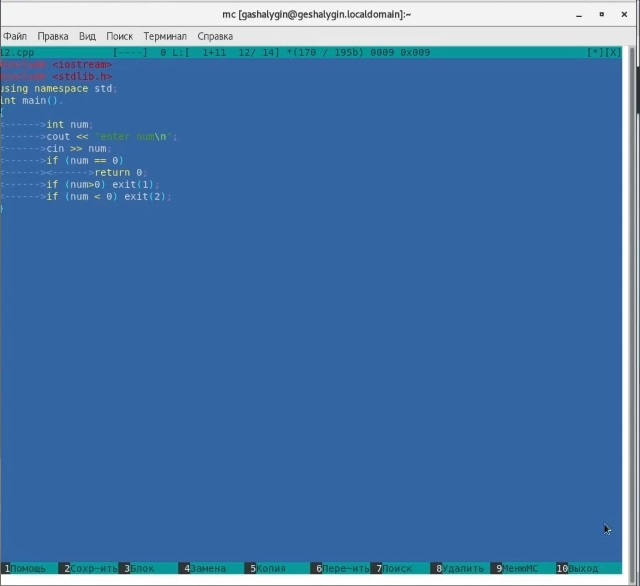 mc [gashalygin@geshalygin.localdomain]:~
Файл Правка Вид Поиск Терминал Справка
12.cpp [----] 0 L:[ 1+11 12/ 14] *(170 / 195b) 0009 0x009 [*][X]
#include <iostream>
#include <stdlib.h>
using namespace std;
int main().
{
<------>int num;
<------>cout << "enter num\n";
<------>cin >> num;
<------>if (num == 0)
<------><------>return 0;
<------>if (num>0) exit(1);
<------>if (num < 0) exit(2);
}
1Помощь 2Сохр~ить 3Блок 4Замена 5Копия 6Пере~ить 7Поиск 8Удалить 9МенюMC 10Выход